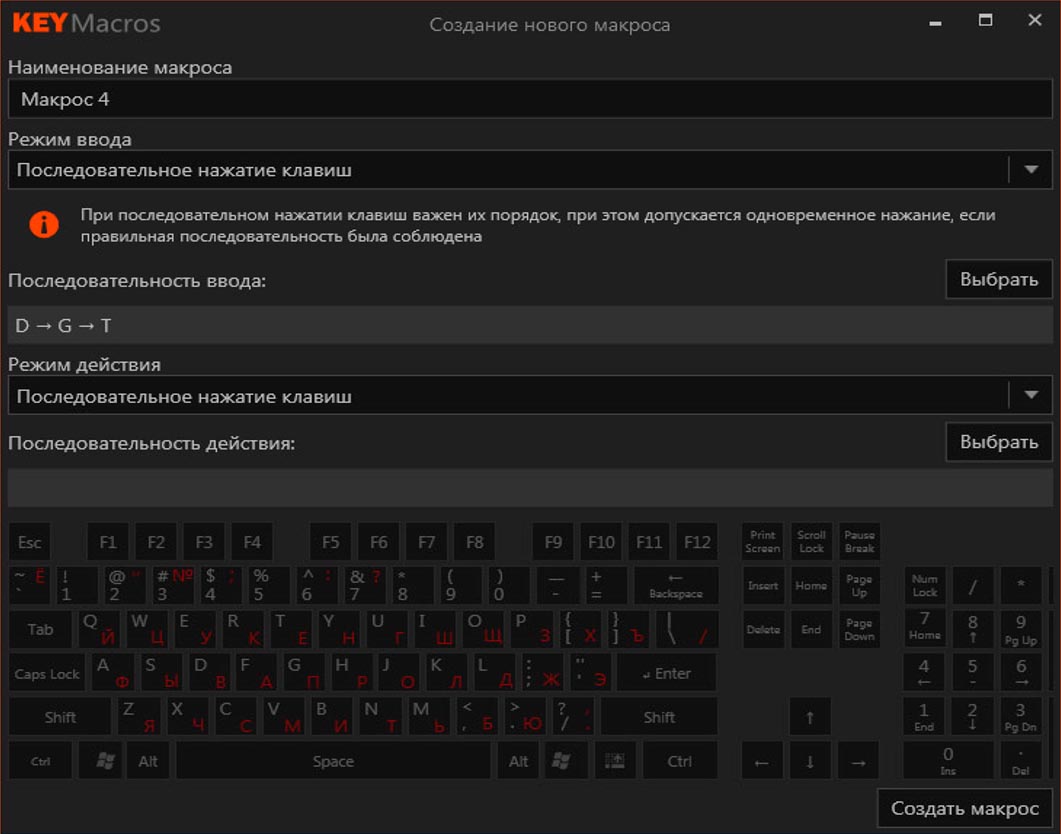 KEYMacros
Создание нового макроса
Наименование макроса
Макрос 4
Режим ввода
Последовательное нажатие клавиш
При последовательном нажатии клавиш важен их порядок, при этом допускается одновременное нажание, если
правильная последовательность была соблюдена
Последовательность ввода:
Выбрать
D → G → T
Режим действия
Последовательное нажатие клавиш
Последовательность действия:
Выбрать
Esc F1 F2 F3 F4 F5 F6 F7 F8 F9 F10 F11 F12 Print Screen Scroll Lock Pause Break
~ Ё ` ! 1 @ " 2 # № 3 $ ; 4 % 5 ^ : 6 & ? 7 * 8 ( 9 ) 0 — - + = ← Backspace Insert Home Page Up Num Lock / *
Tab Q Й W Ц E У R К T Е Y Н U Г I Ш O Щ P З { [ Х } ] Ъ | \ / Delete End Page Down 7 Home 8 ↑ 9 Pg Up
Caps Lock A Ф S Ы D В F А G П H Р J О K Л L Д : ; Ж " ' Э ↵ Enter 4 ← 5 - 6 →
Shift Z Я X Ч C С V М B И N Т M Ь < , Б > . Ю ? / . Shift ↑ 1 End 2 ↓ 3 Pg Dn
Ctrl Alt Space Alt Ctrl ← ↓ → 0 Ins . Del
Создать макрос